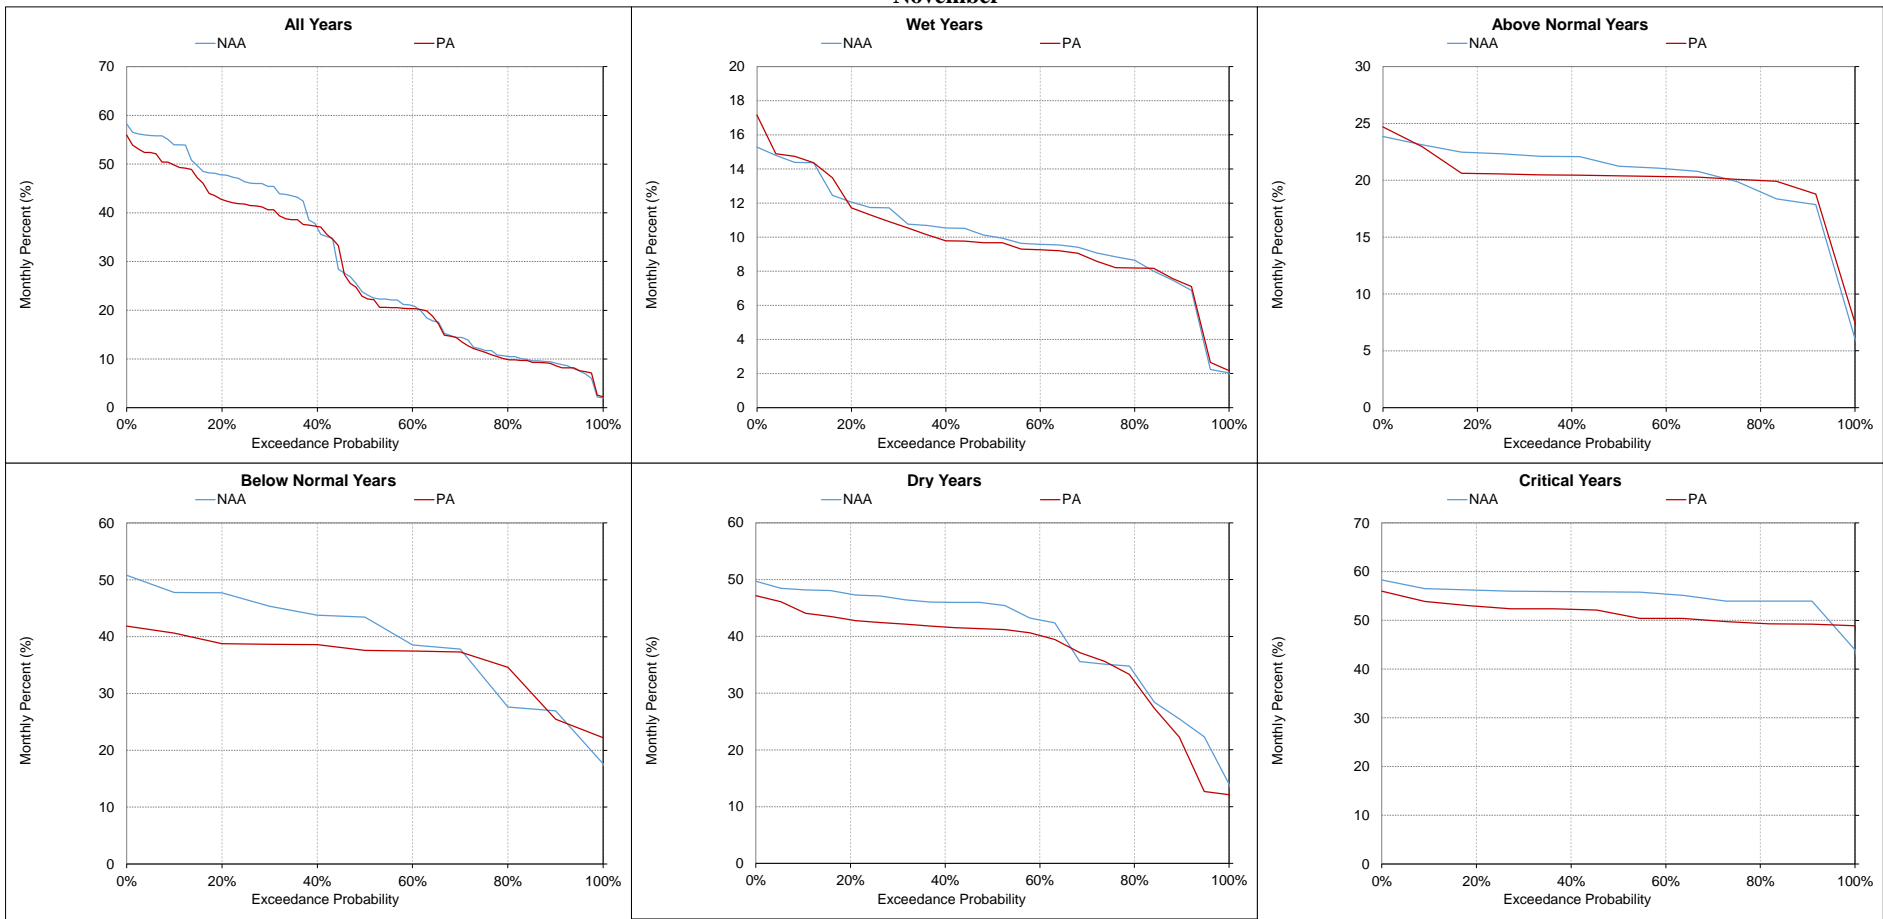 November
All Years
NAA PA
Monthly Percent (%)
70
60
50
40
30
20
10
0
0% 20% 40% 60% 80% 100%
Exceedance Probability
Wet Years
NAA PA
Monthly Percent (%)
20
18
16
14
12
10
8
6
4
2
0
0% 20% 40% 60% 80% 100%
Exceedance Probability
Above Normal Years
NAA PA
Monthly Percent (%)
30
25
20
15
10
5
0
0% 20% 40% 60% 80% 100%
Exceedance Probability
Below Normal Years
NAA PA
Monthly Percent (%)
60
50
40
30
20
10
0
0% 20% 40% 60% 80% 100%
Exceedance Probability
Dry Years
NAA PA
Monthly Percent (%)
60
50
40
30
20
10
0
0% 20% 40% 60% 80% 100%
Exceedance Probability
Critical Years
NAA PA
Monthly Percent (%)
70
60
50
40
30
20
10
0
0% 20% 40% 60% 80% 100%
Exceedance Probability